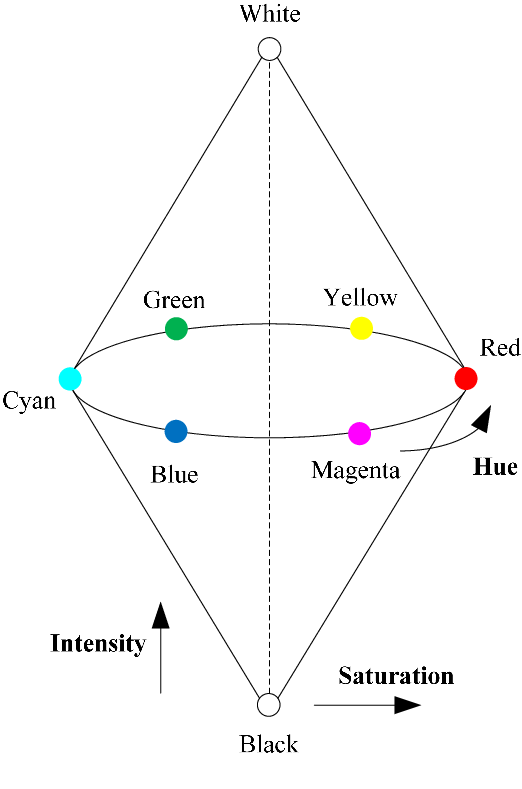 White
Green
Yellow
Red
Cyan
Blue
Magenta
Hue
Intensity
Saturation
Black